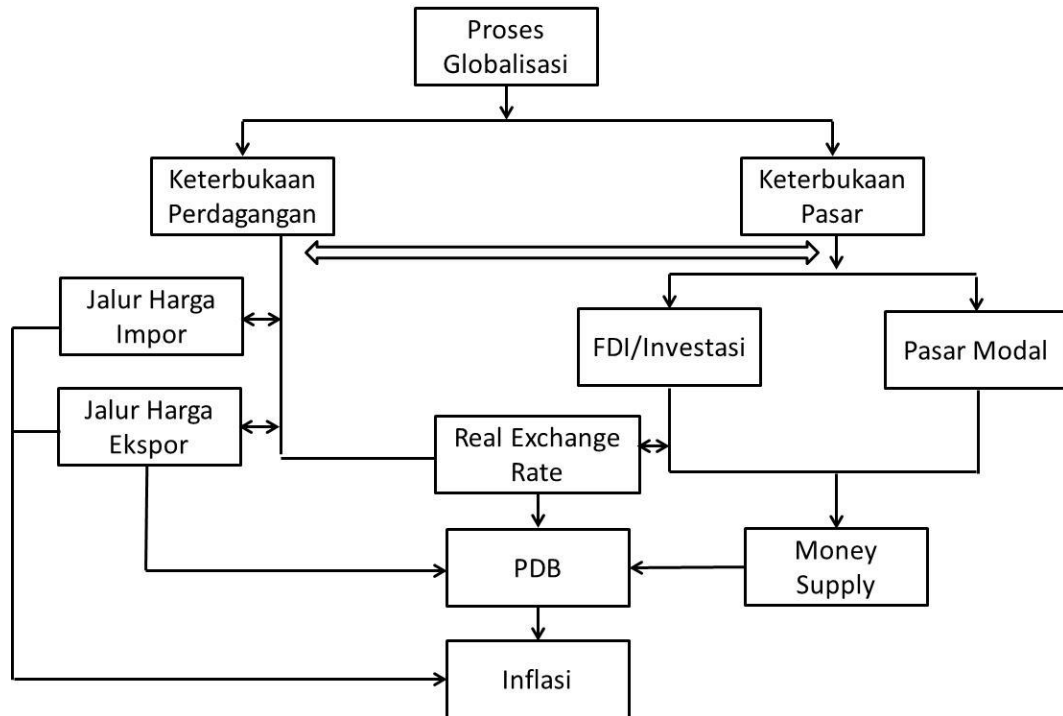 Proses
Globalisasi
Keterbukaan
Perdagangan
Keterbukaan
Pasar
Jalur Harga
Impor
FDI/Investasi
Pasar Modal
Jalur Harga
Ekspor
Real Exchange
Rate
PDB
Money
Supply
Inflasi